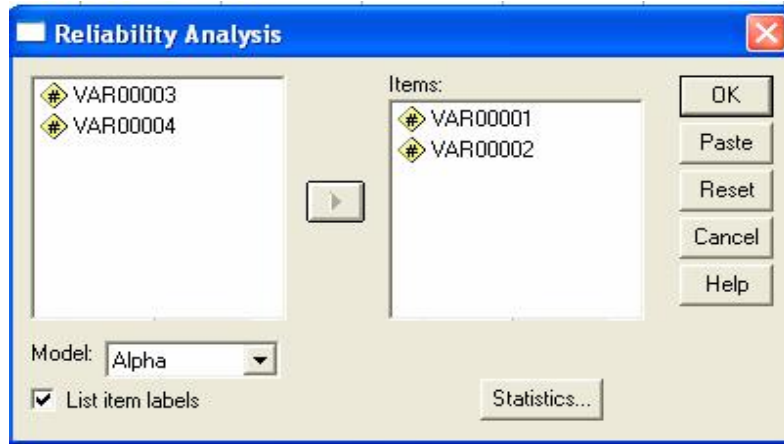 Reliability Analysis
VAR00003
VAR00004
Items:
VAR00001
VAR00002
OK
Paste
Reset
Cancel
Help
Model: Alpha
List item labels
Statistics...